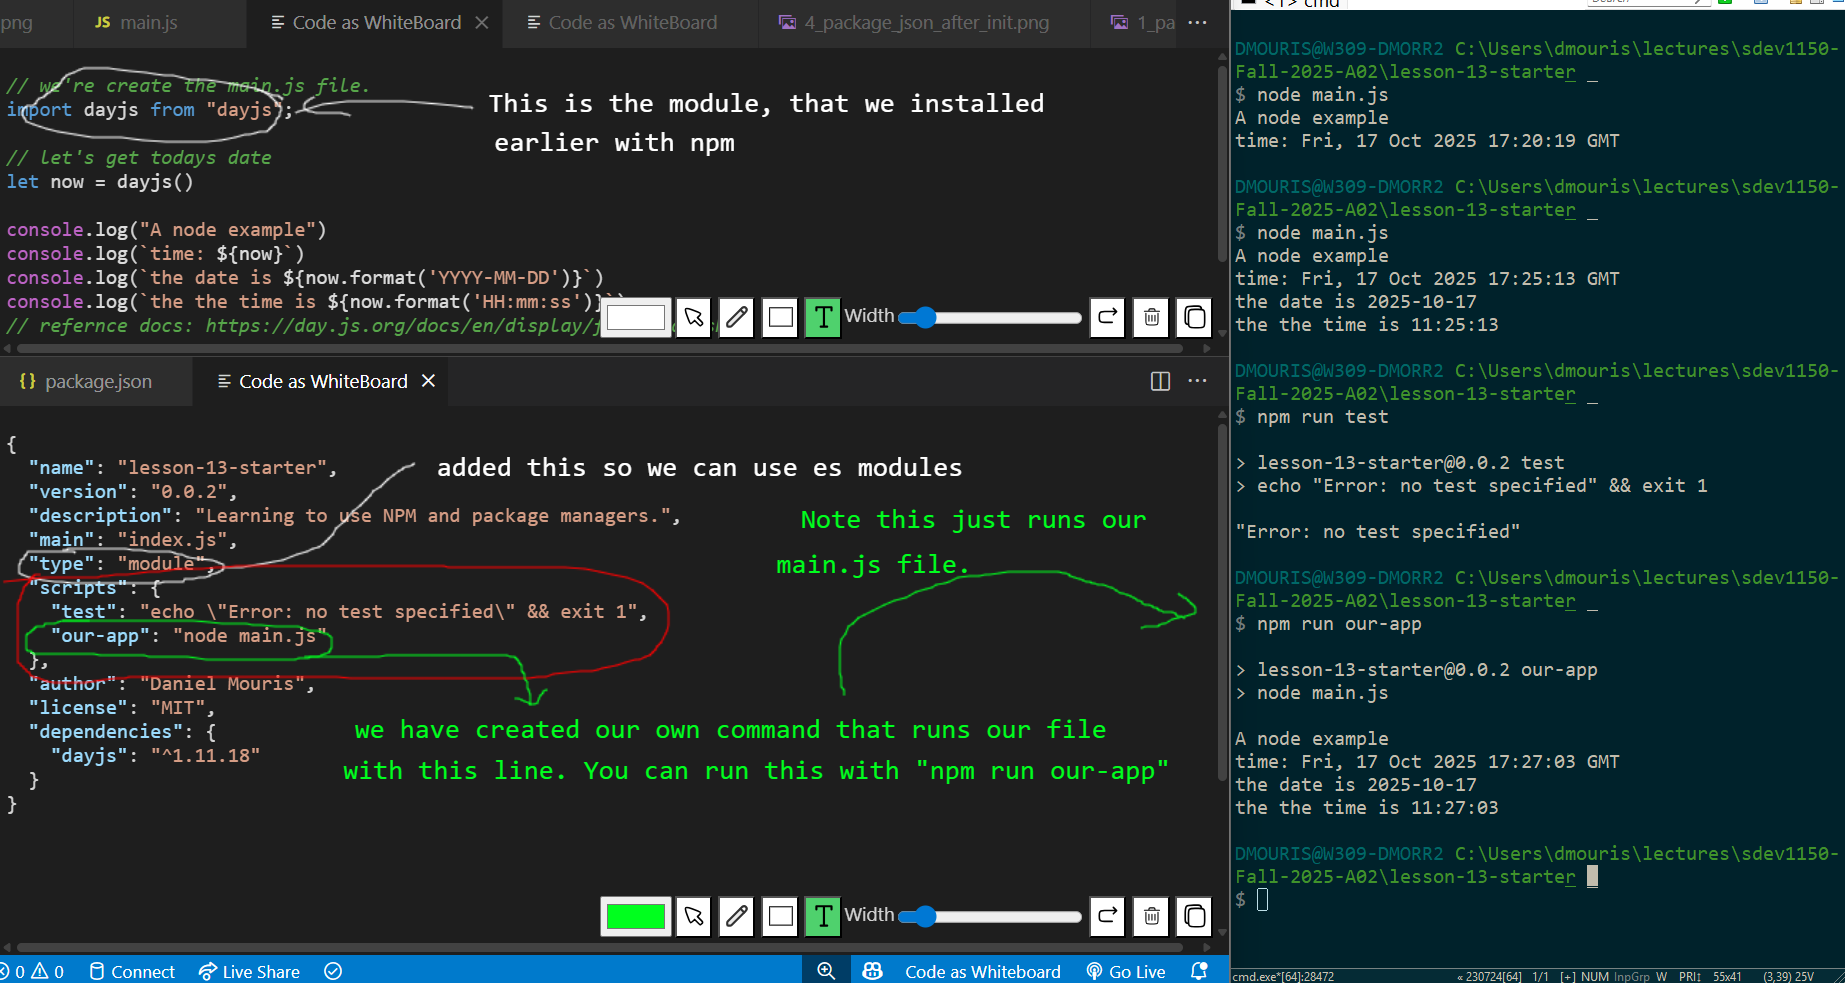 png
JS main.js
Code as WhiteBoard
Code as WhiteBoard
4_package_json_after_init.png
1_pa
// we're create the main.js file.
import dayjs from "dayjs";
This is the module, that we installed
earlier with npm
// let's get todays date
let now = dayjs()
console.log("A node example")
console.log(`time: ${now}`)
console.log(`the date is ${now.format('YYYY-MM-DD')}`)
console.log(`the the time is ${now.format('HH:mm:ss')}`)
// refernce docs: https://day.js.org/docs/en/display/
T Width
{} package.json
Code as WhiteBoard
{
"name": "lesson-13-starter",
"version": "0.0.2",
"description": "Learning to use NPM and package managers.",
"main": "index.js",
"type": "module",
"scripts": {
"test": "echo \"Error: no test specified\" && exit 1",
"our-app": "node main.js"
},
"author": "Daniel Mouris",
"license": "MIT",
"dependencies": {
"dayjs": "^1.11.18"
}
}
added this so we can use es modules
Note this just runs our
main.js file.
we have created our own command that runs our file
with this line. You can run this with "npm run our-app"
T Width
0 0 Connect Live Share
Code as Whiteboard Go Live
<1> cmd
Search
DMOURIS@W309-DMORR2 C:\Users\dmouris\lectures\sdev1150-
Fall-2025-A02\lesson-13-starter _
$ node main.js
A node example
time: Fri, 17 Oct 2025 17:20:19 GMT
DMOURIS@W309-DMORR2 C:\Users\dmouris\lectures\sdev1150-
Fall-2025-A02\lesson-13-starter _
$ node main.js
A node example
time: Fri, 17 Oct 2025 17:25:13 GMT
the date is 2025-10-17
the the time is 11:25:13
DMOURIS@W309-DMORR2 C:\Users\dmouris\lectures\sdev1150-
Fall-2025-A02\lesson-13-starter _
$ npm run test
> lesson-13-starter@0.0.2 test
> echo "Error: no test specified" && exit 1
"Error: no test specified"
DMOURIS@W309-DMORR2 C:\Users\dmouris\lectures\sdev1150-
Fall-2025-A02\lesson-13-starter _
$ npm run our-app
> lesson-13-starter@0.0.2 our-app
> node main.js
A node example
time: Fri, 17 Oct 2025 17:27:03 GMT
the date is 2025-10-17
the the time is 11:27:03
DMOURIS@W309-DMORR2 C:\Users\dmouris\lectures\sdev1150-
Fall-2025-A02\lesson-13-starter
$
cmd.exe*[64]:28472 « 230724[64] 1/1 [+] NUM InpGrp W PRI↕ 55x41 (3,39) 25V